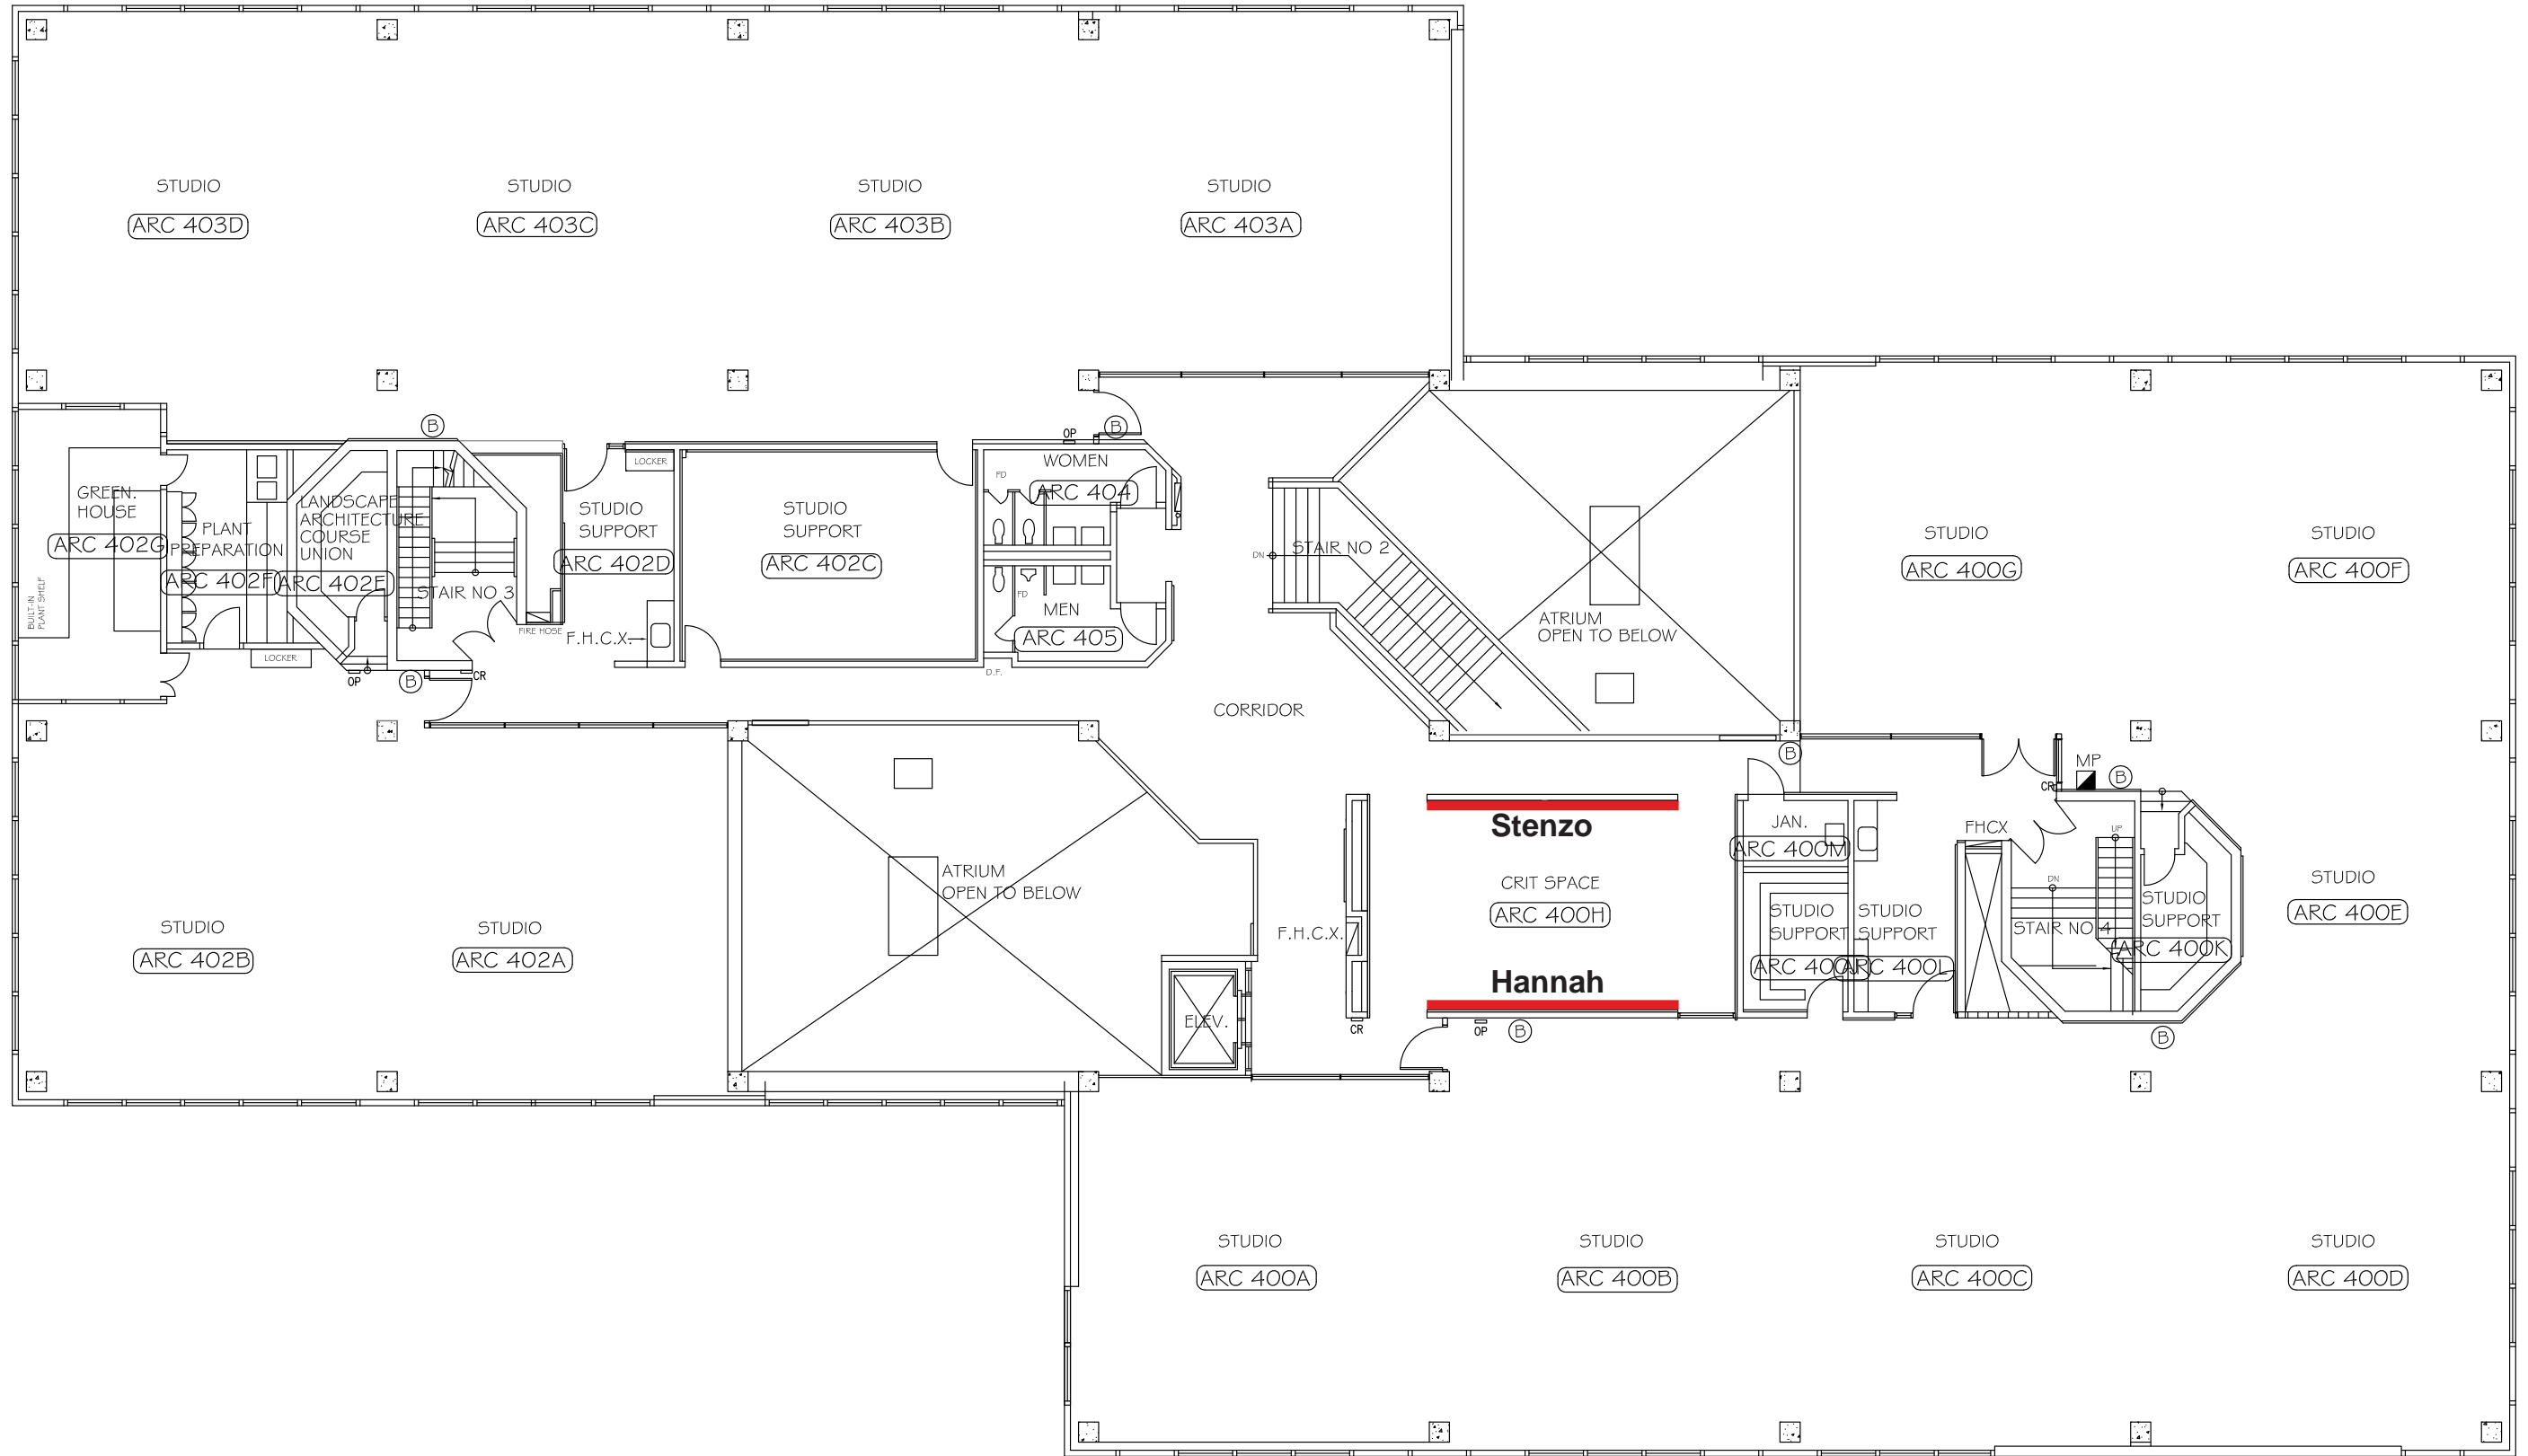 STUDIO
ARC 403D
STUDIO
ARC 403C
STUDIO
ARC 403B
STUDIO
ARC 403A
B
OP
B
LOCKER
WOMEN
FD
ARC 404
GREEN.
HOUSE
ARC 402G
BUILT-IN
PLANT SHELF
PLANT
PREPARATION
ARC 402F
LANDSCAPE
ARCHITECTURE
COURSE
UNION
ARC 402E
STAIR NO 3
FIRE HOSE
STUDIO
SUPPORT
ARC 402D
F.H.C.X.
STUDIO
SUPPORT
ARC 402C
FD
MEN
ARC 405
D.F.
LOCKER
OP
B
CR
DN
STAIR NO 2
ATRIUM
OPEN TO BELOW
STUDIO
ARC 400G
STUDIO
ARC 400F
CORRIDOR
B
MP
B
CR
Stenzo
JAN.
ARC 400M
FHCX
UP
DN
ATRIUM
OPEN TO BELOW
CRIT SPACE
ARC 400H
STUDIO
SUPPORT
STUDIO
SUPPORT
ARC 400L
STAIR NO 4
STUDIO
SUPPORT
ARC 400K
STUDIO
ARC 400E
STUDIO
ARC 402B
STUDIO
ARC 402A
F.H.C.X.
Hannah
ELEV.
CR
OP
B
B
STUDIO
ARC 400A
STUDIO
ARC 400B
STUDIO
ARC 400C
STUDIO
ARC 400D